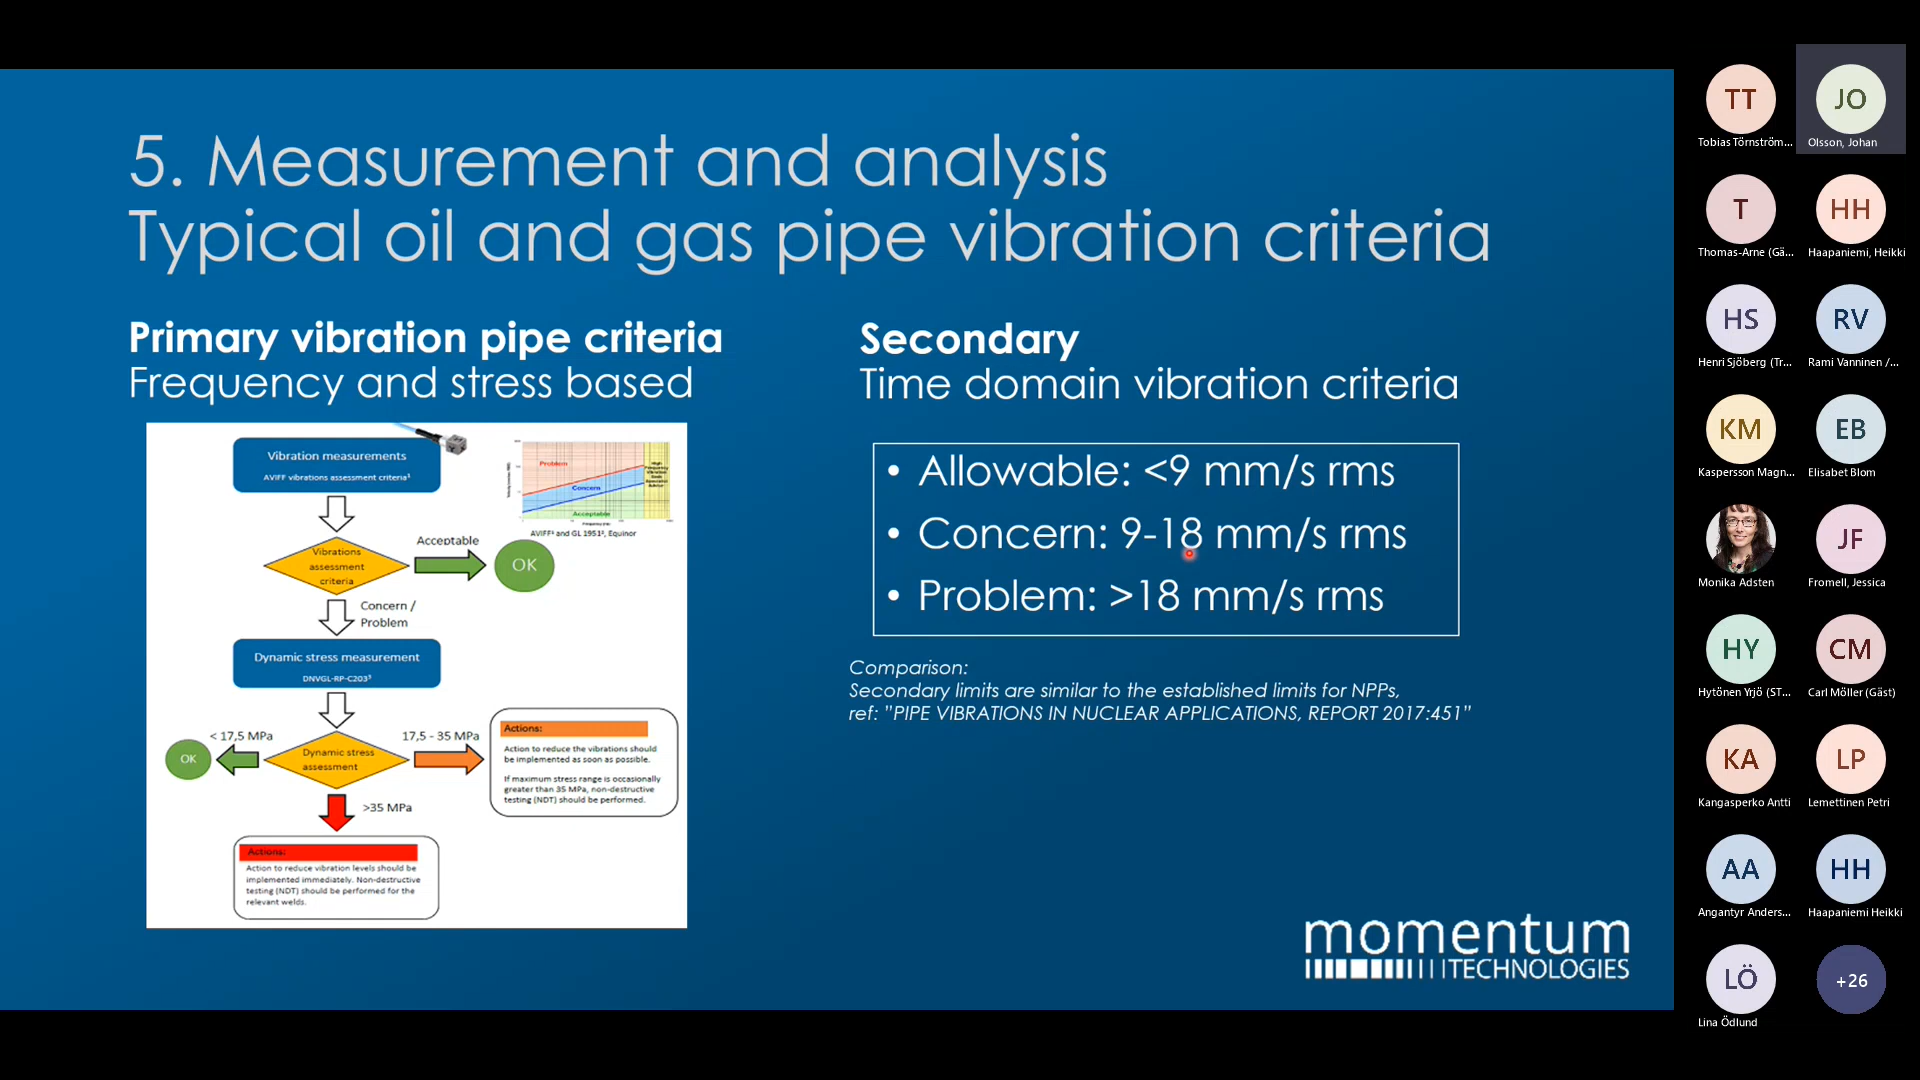 5. Measurement and analysis
Typical oil and gas pipe vibration criteria
Primary vibration pipe criteria
Frequency and stress based
Vibration measurements
AVIFF vibrations assessment criteria¹
Problem
Concern
Acceptable
AVIFF¹ and GL 1951², Equinor
Vibrations
assessment
criteria
Acceptable
OK
Concern /
Problem
Dynamic stress measurement
DNVGL-RP-C203³
< 17,5 MPa
17,5 - 35 MPa
OK
Dynamic stress
assessment
Actions:
Action to reduce the vibrations should
be implemented as soon as possible.
If maximum stress range is occasionally
greater than 35 MPa, non-destructive
testing (NDT) should be performed.
>35 MPa
Actions:
Action to reduce vibration levels should be
implemented immediately. Non-destructive
testing (NDT) should be performed for the
relevant welds.
Secondary
Time domain vibration criteria
• Allowable: <9 mm/s rms
• Concern: 9-18 mm/s rms
• Problem: >18 mm/s rms
Comparison:
Secondary limits are similar to the established limits for NPPs,
ref: "PIPE VIBRATIONS IN NUCLEAR APPLICATIONS, REPORT 2017:451"
momentum
TECHNOLOGIES
TT
Tobias Törnström...
JO
Olsson, Johan
T
Thomas-Arne (Gä...
HH
Haapaniemi, Heikki
HS
Henri Sjöberg (Tr...
RV
Rami Vanninen /...
KM
Kaspersson Magn...
EB
Elisabet Blom
Monika Adsten
JF
Fromell, Jessica
HY
Hytönen Yrjö (ST...
CM
Carl Möller (Gäst)
KA
Kangasperko Antti
LP
Lemettinen Petri
AA
Angantyr Anders...
HH
Haapaniemi Heikki
LÖ
Lina Ödlund
+26